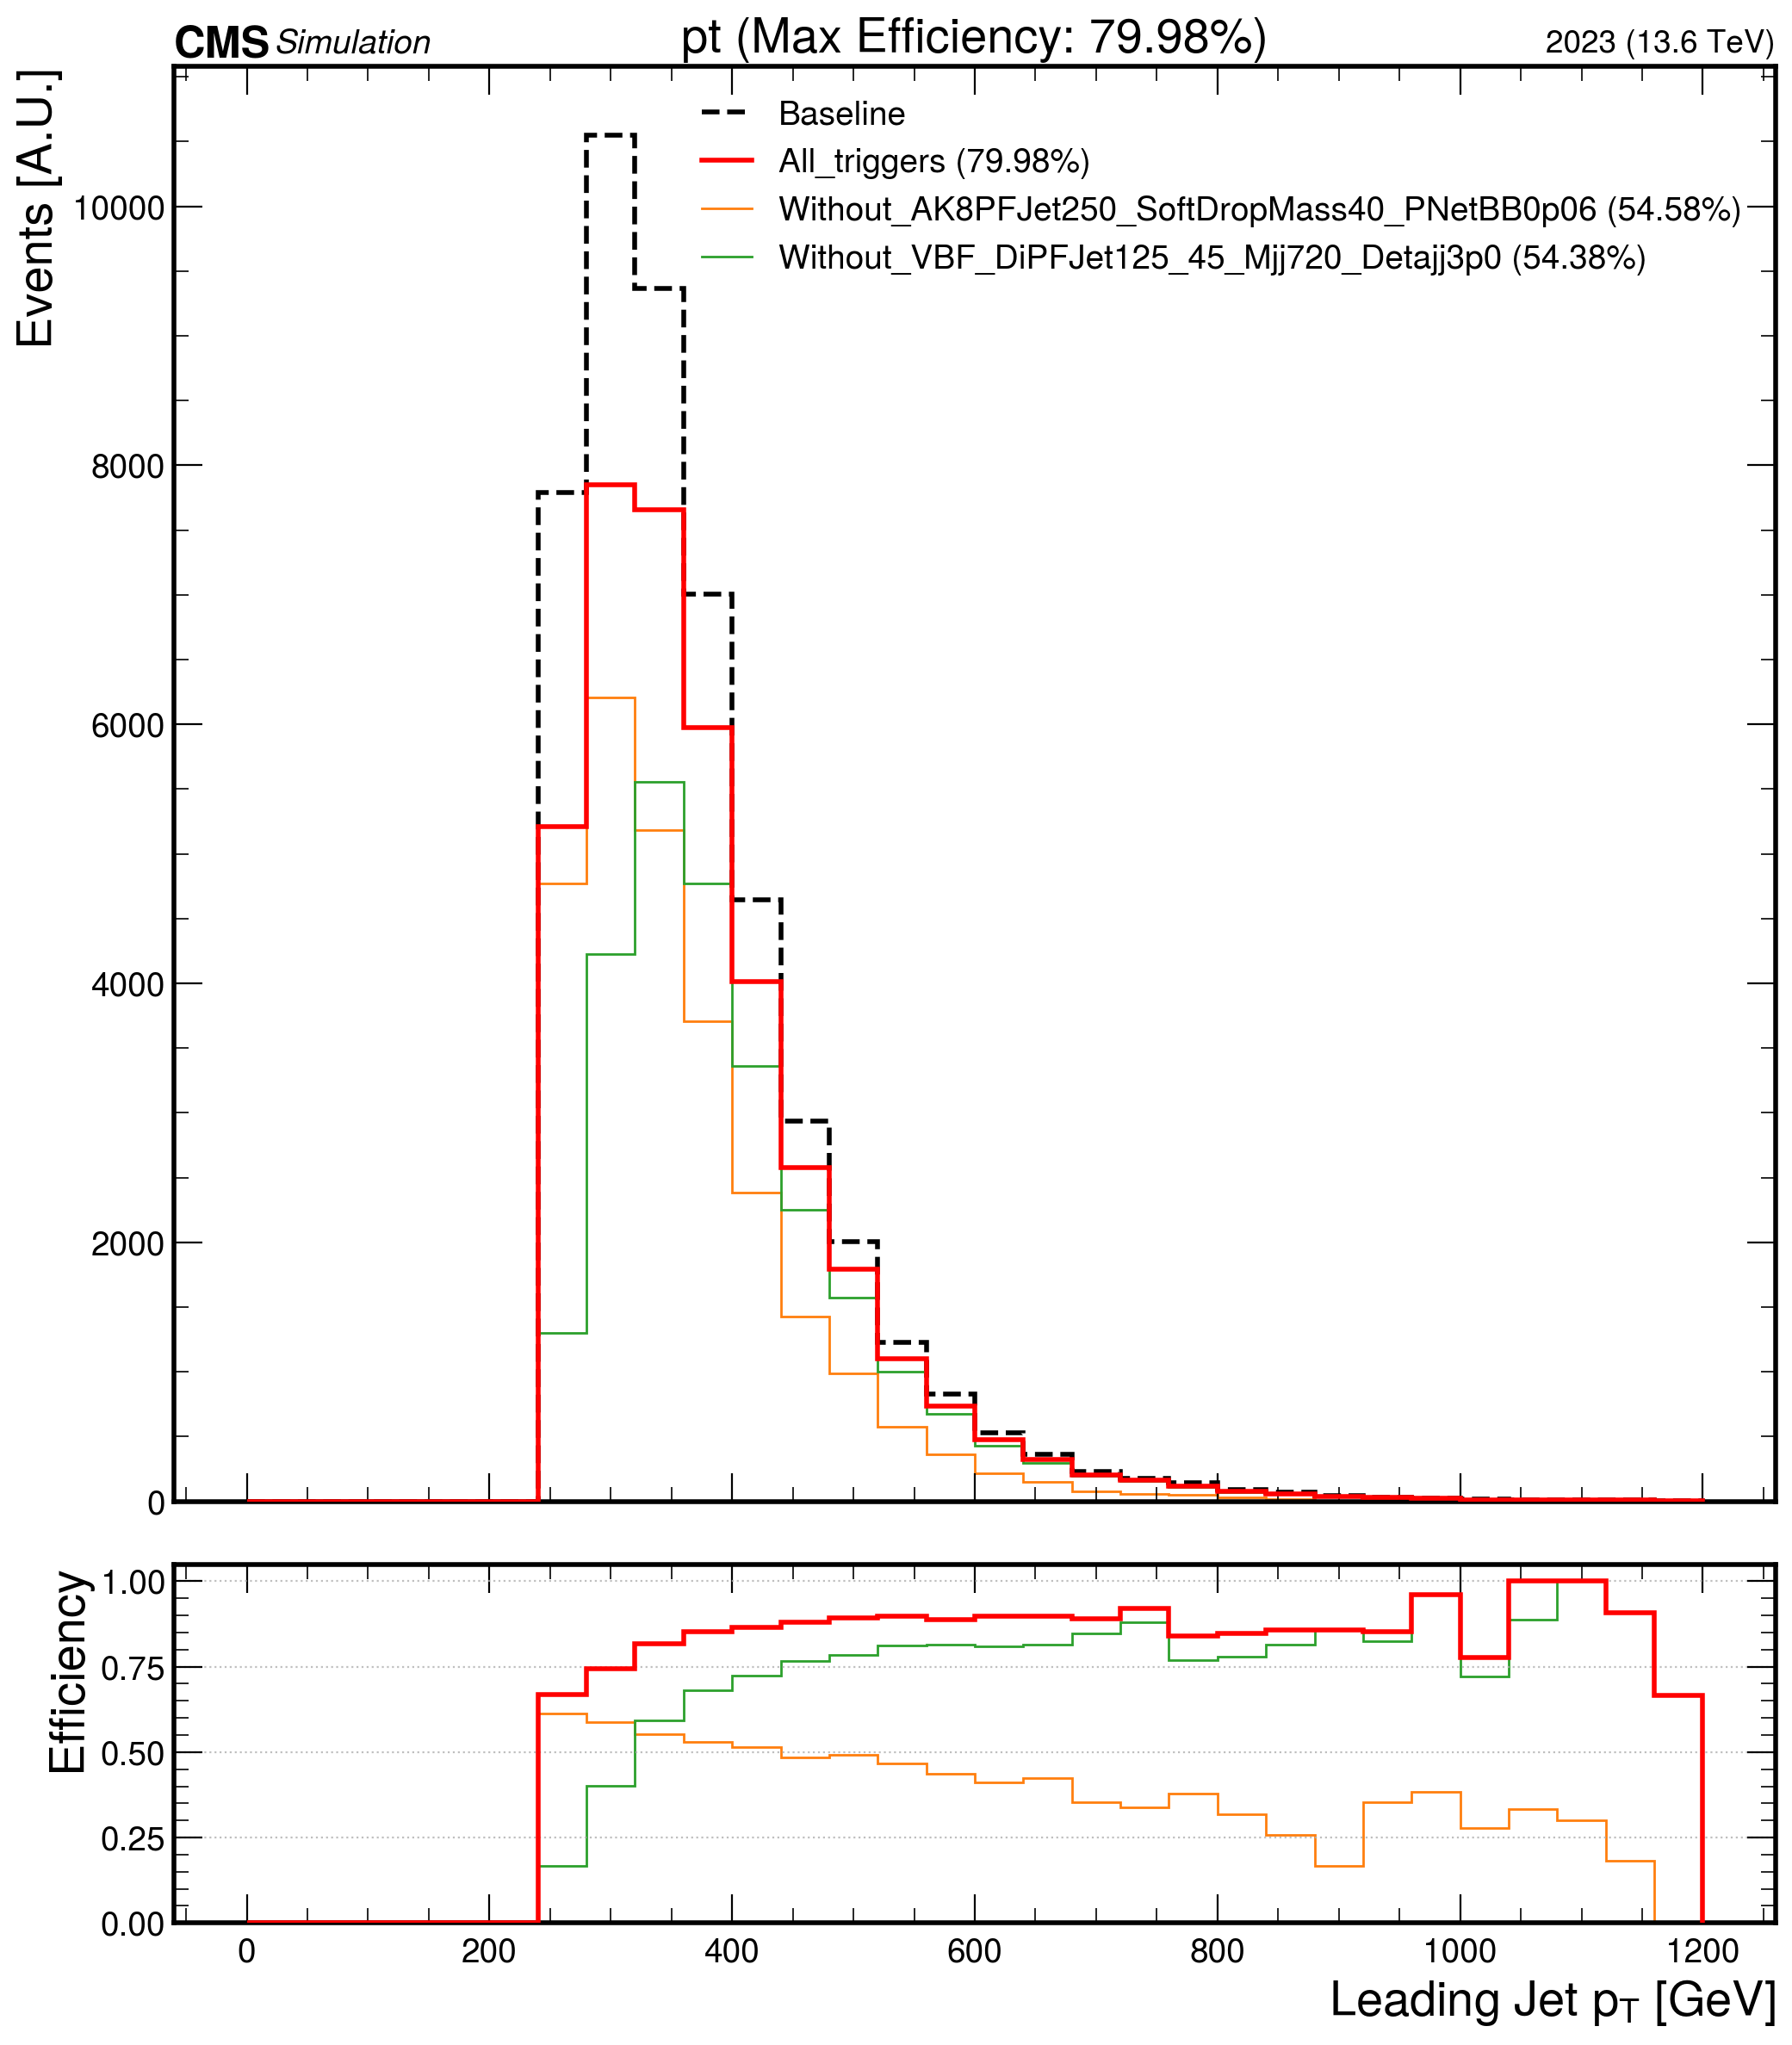 CMS Simulation pt (Max Efficiency: 79.98%) 2023 (13.6 TeV)
Events [A.U.]
Baseline
All_triggers (79.98%)
Without_AK8PFJet250_SoftDropMass40_PNetBB0p06 (54.58%)
Without_VBF_DiPFJet125_45_Mjj720_Detajj3p0 (54.38%)
10000
8000
6000
4000
2000
0
Efficiency
1.00
0.75
0.50
0.25
0.00
0 200 400 600 800 1000 1200
Leading Jet pT [GeV]